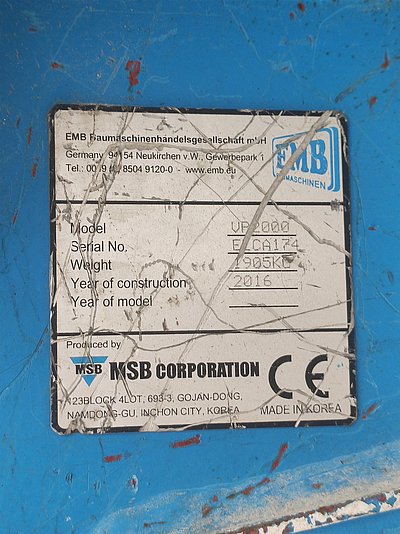 EMB Baumaschinenhandelsgesellschaft mbH
Germany 94154 Neukirchen v.W., Gewerbepark 1
Tel.: 00 8504 9120-0 - www.emb.eu
EMB
BAUMASCHINEN
Model
Serial No.
Weight 1905KG
Year of construction 2016
Year of model
Produced by
MSB MSB CORPORATION
CE
123BLOCK 4LOT, 693-3, GOJAN-DONG,
NAMDONG-GU, INCHON CITY, KOREA
MADE IN KOREA